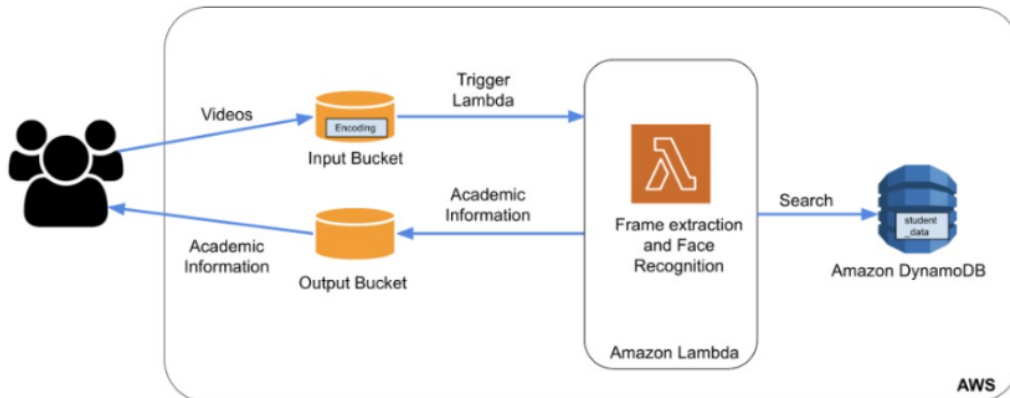 Videos
Encoding
Input Bucket
Trigger
Lambda
Academic
Information
Output Bucket
Academic
Information
Frame extraction
and Face
Recognition
Amazon Lambda
Search
student
_data
Amazon DynamoDB
AWS